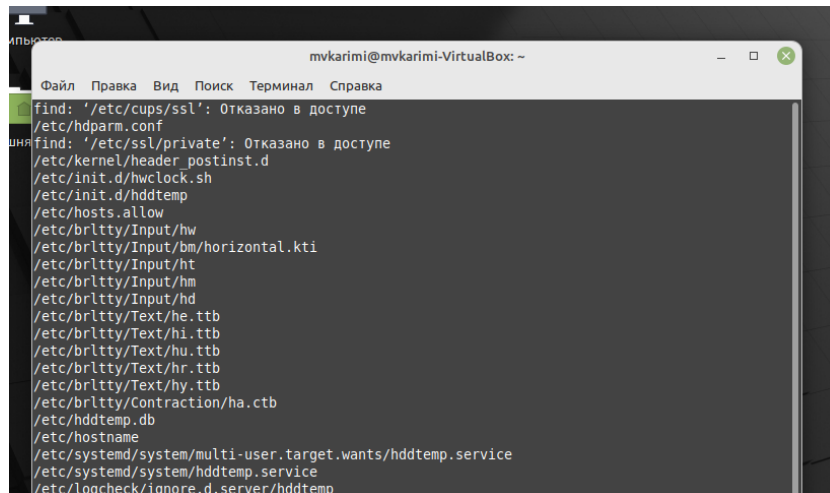 mvkarimi@mvkarimi-VirtualBox: ~
Файл Правка Вид Поиск Терминал Справка
find: ‘/etc/cups/ssl’: Отказано в доступе
/etc/hdparm.conf
find: ‘/etc/ssl/private’: Отказано в доступе
/etc/kernel/header_postinst.d
/etc/init.d/hwclock.sh
/etc/init.d/hddtemp
/etc/hosts.allow
/etc/brltty/Input/hw
/etc/brltty/Input/bm/horizontal.kti
/etc/brltty/Input/ht
/etc/brltty/Input/hm
/etc/brltty/Input/hd
/etc/brltty/Text/he.ttb
/etc/brltty/Text/hi.ttb
/etc/brltty/Text/hu.ttb
/etc/brltty/Text/hr.ttb
/etc/brltty/Text/hy.ttb
/etc/brltty/Contraction/ha.ctb
/etc/hddtemp.db
/etc/hostname
/etc/systemd/system/multi-user.target.wants/hddtemp.service
/etc/systemd/system/hddtemp.service
/etc/logcheck/ignore.d.server/hddtemp